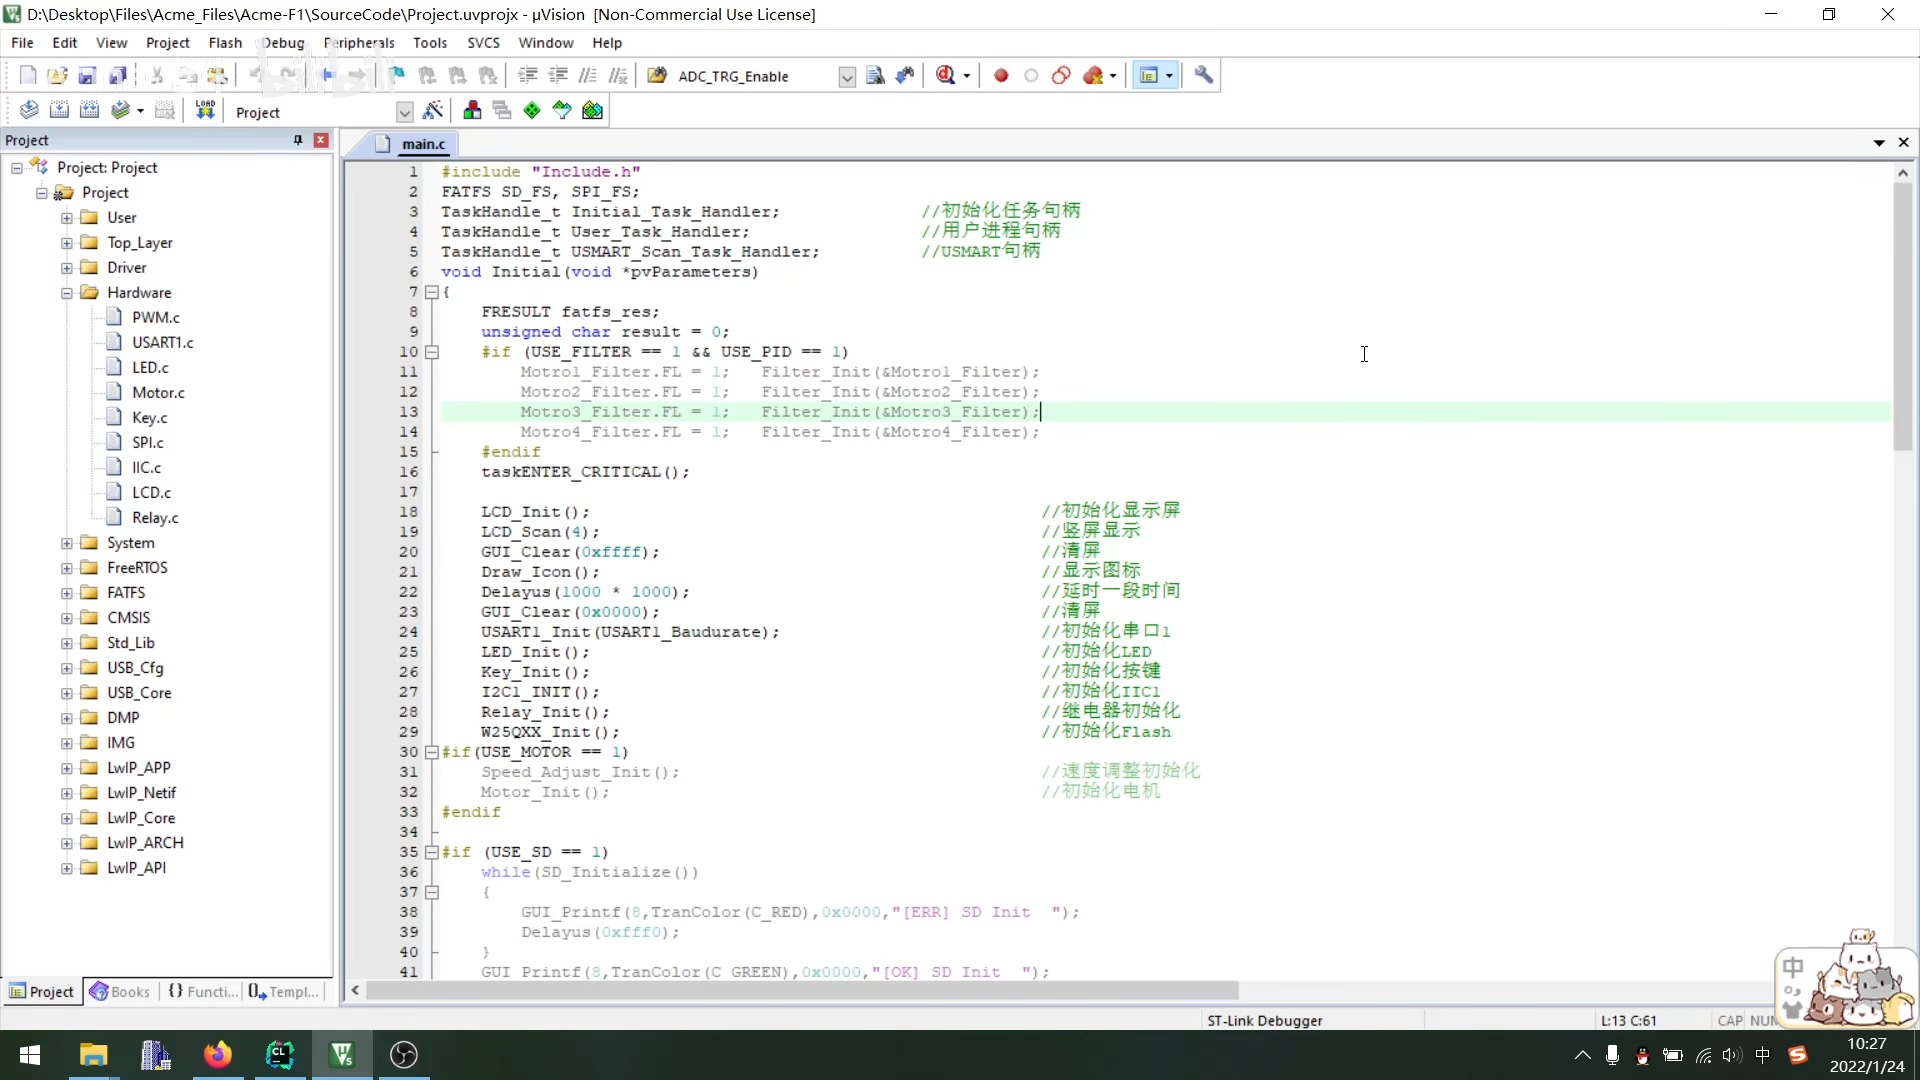 D:\Desktop\Files\Acme_Files\Acme-F1\SourceCode\Project.uvprojx - µVision [Non-Commercial Use License]
File Edit View Project Flash Debug Peripherals Tools SVCS Window Help
bilibili
ADC_TRG_Enable
LOAD
Project
Project
main.c
Project: Project
Project
User
Top_Layer
Driver
Hardware
PWM.c
USART1.c
LED.c
Motor.c
Key.c
SPI.c
IIC.c
LCD.c
Relay.c
System
FreeRTOS
FATFS
CMSIS
Std_Lib
USB_Cfg
USB_Core
DMP
IMG
LwIP_APP
LwIP_Netif
LwIP_Core
LwIP_ARCH
LwIP_API
Project Books {} Functi... 0 Templ...
1 #include "Include.h"
2 FATFS SD_FS, SPI_FS;
3 TaskHandle_t Initial_Task_Handler; //初始化任务句柄
4 TaskHandle_t User_Task_Handler; //用户进程句柄
5 TaskHandle_t USMART_Scan_Task_Handler; //USMART句柄
6 void Initial(void *pvParameters)
7 {
8 FRESULT fatfs_res;
9 unsigned char result = 0;
10 #if (USE_FILTER == 1 && USE_PID == 1)
11 Motro1_Filter.FL = 1; Filter_Init(&Motro1_Filter);
12 Motro2_Filter.FL = 1; Filter_Init(&Motro2_Filter);
13 Motro3_Filter.FL = 1; Filter_Init(&Motro3_Filter);
14 Motro4_Filter.FL = 1; Filter_Init(&Motro4_Filter);
15 #endif
16 taskENTER_CRITICAL();
17
18 LCD_Init(); //初始化显示屏
19 LCD_Scan(4); //竖屏显示
20 GUI_Clear(0xffff); //清屏
21 Draw_Icon(); //显示图标
22 Delayus(1000 * 1000); //延时一段时间
23 GUI_Clear(0x0000); //清屏
24 USART1_Init(USART1_Baudurate); //初始化串口1
25 LED_Init(); //初始化LED
26 Key_Init(); //初始化按键
27 I2C1_INIT(); //初始化IIC1
28 Relay_Init(); //继电器初始化
29 W25QXX_Init(); //初始化Flash
30 #if(USE_MOTOR == 1)
31 Speed_Adjust_Init(); //速度调整初始化
32 Motor_Init(); //初始化电机
33 #endif
34
35 #if (USE_SD == 1)
36 while(SD_Initialize())
37 {
38 GUI_Printf(8,TranColor(C_RED),0x0000,"[ERR] SD Init  ");
39 Delayus(0xfff0);
40 }
41 GUI_Printf(8,TranColor(C_GREEN),0x0000,"[OK] SD Init  ");
ST-Link Debugger L:13 C:61 CAP NUM
中
CL
中
10:27
2022/1/24